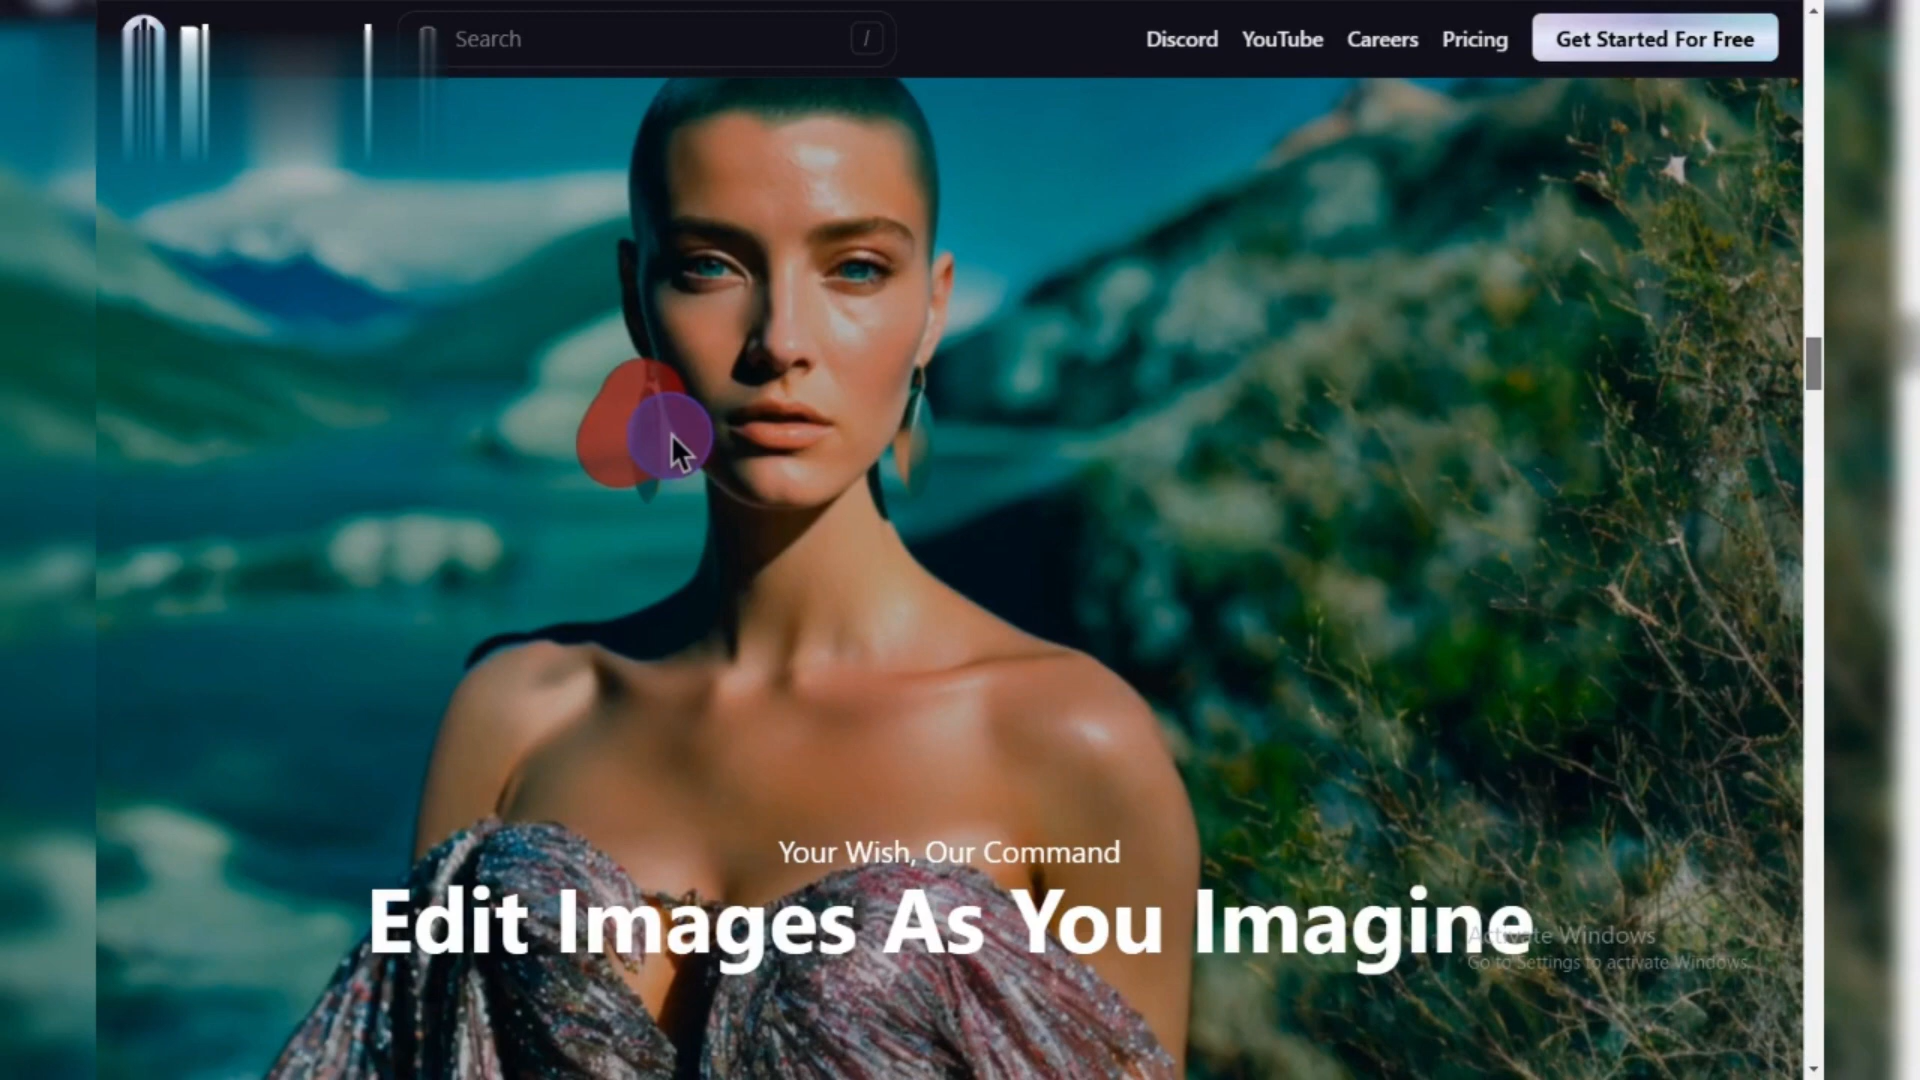 Search
/
Discord YouTube Careers Pricing Get Started For Free
Your Wish, Our Command
Edit Images As You Imagine
Activate Windows
Go to Settings to activate Windows.